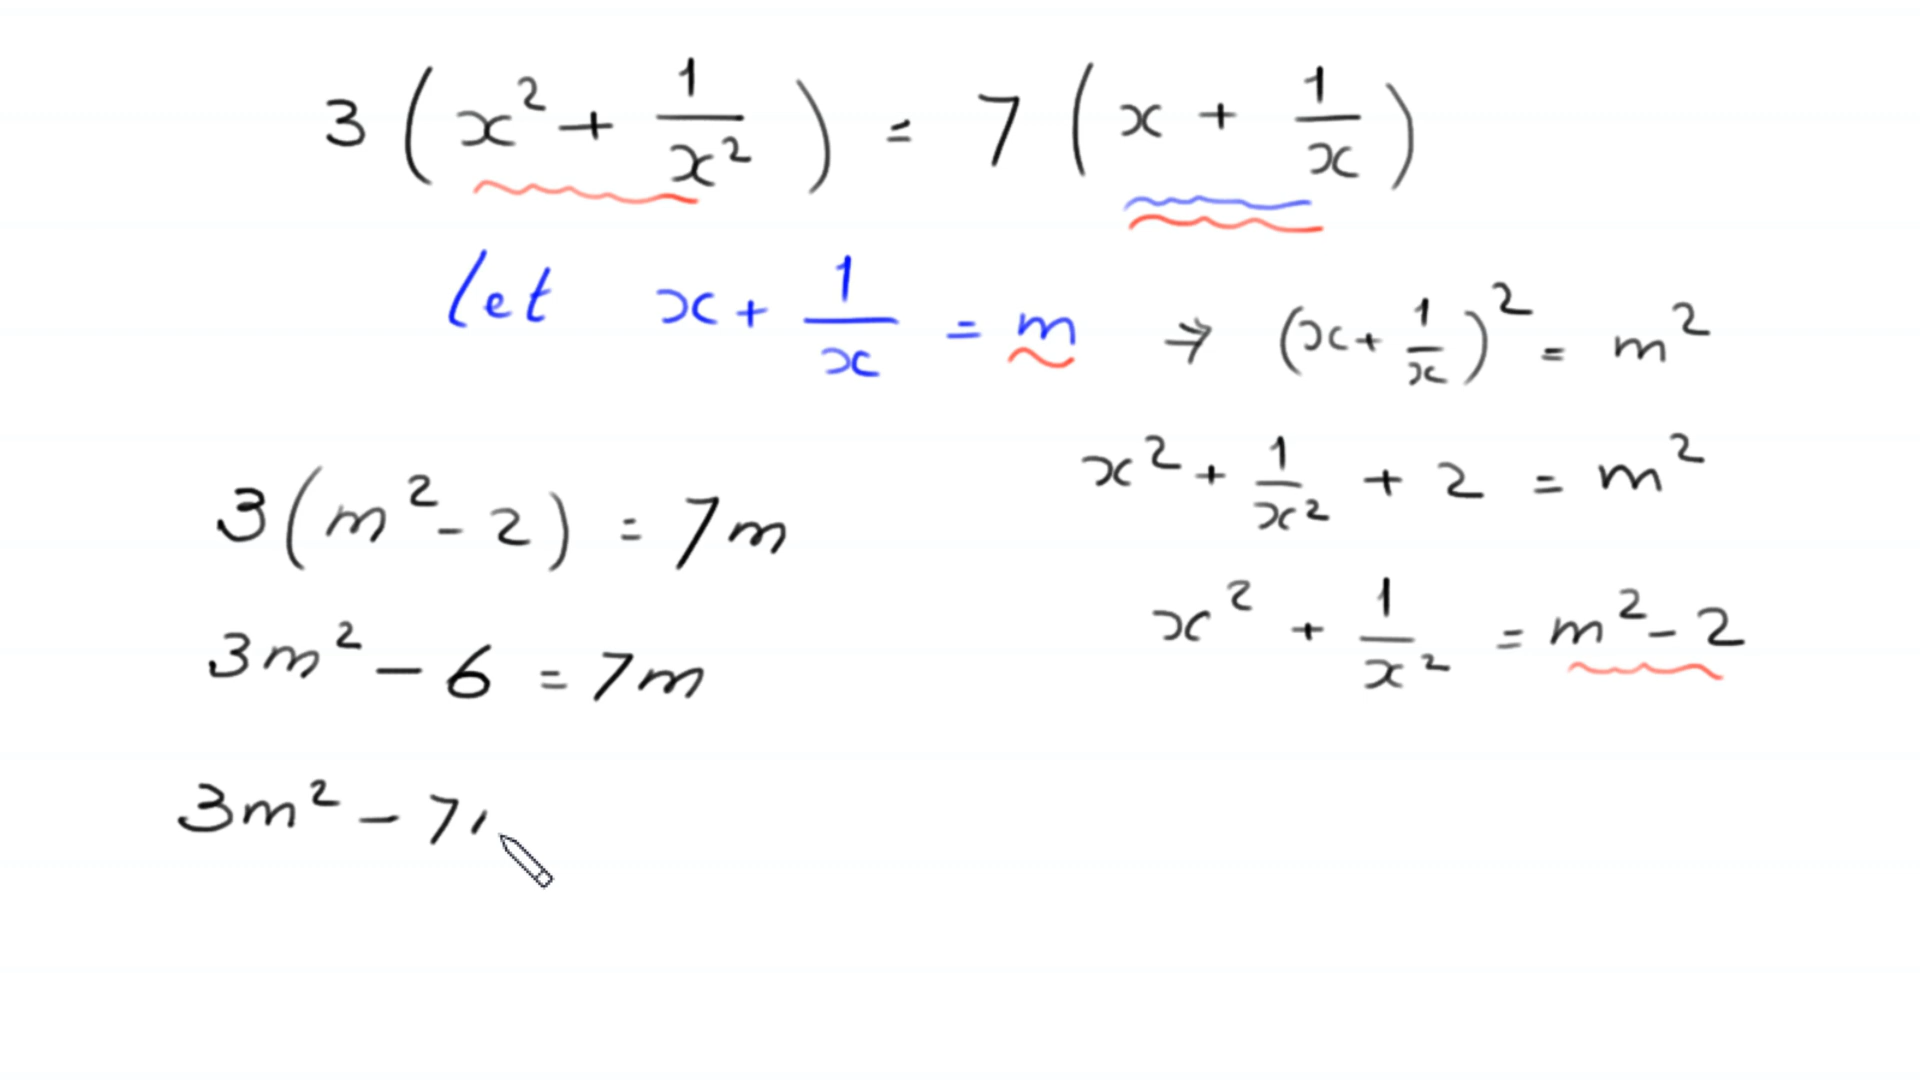 3 ( x² + 1/x² ) = 7 ( x + 1/x )
let x + 1/x = m ⇒ (x + 1/x)² = m²
x² + 1/x² + 2 = m²
3(m² - 2) = 7m
x² + 1/x² = m² - 2
3m² - 6 = 7m
3m² - 7